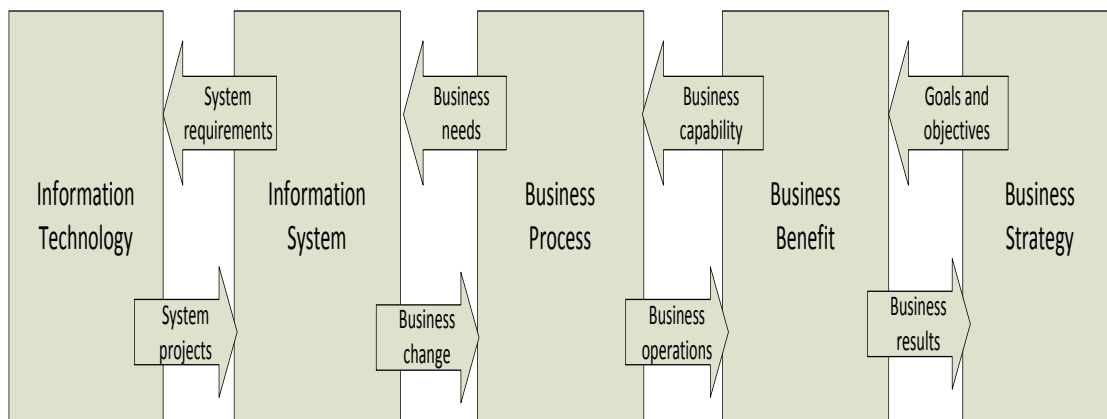 System
requirements
Business
needs
Business
capability
Goals and
objectives
Information
Technology
Information
System
Business
Process
Business
Benefit
Business
Strategy
System
projects
Business
change
Business
operations
Business
results